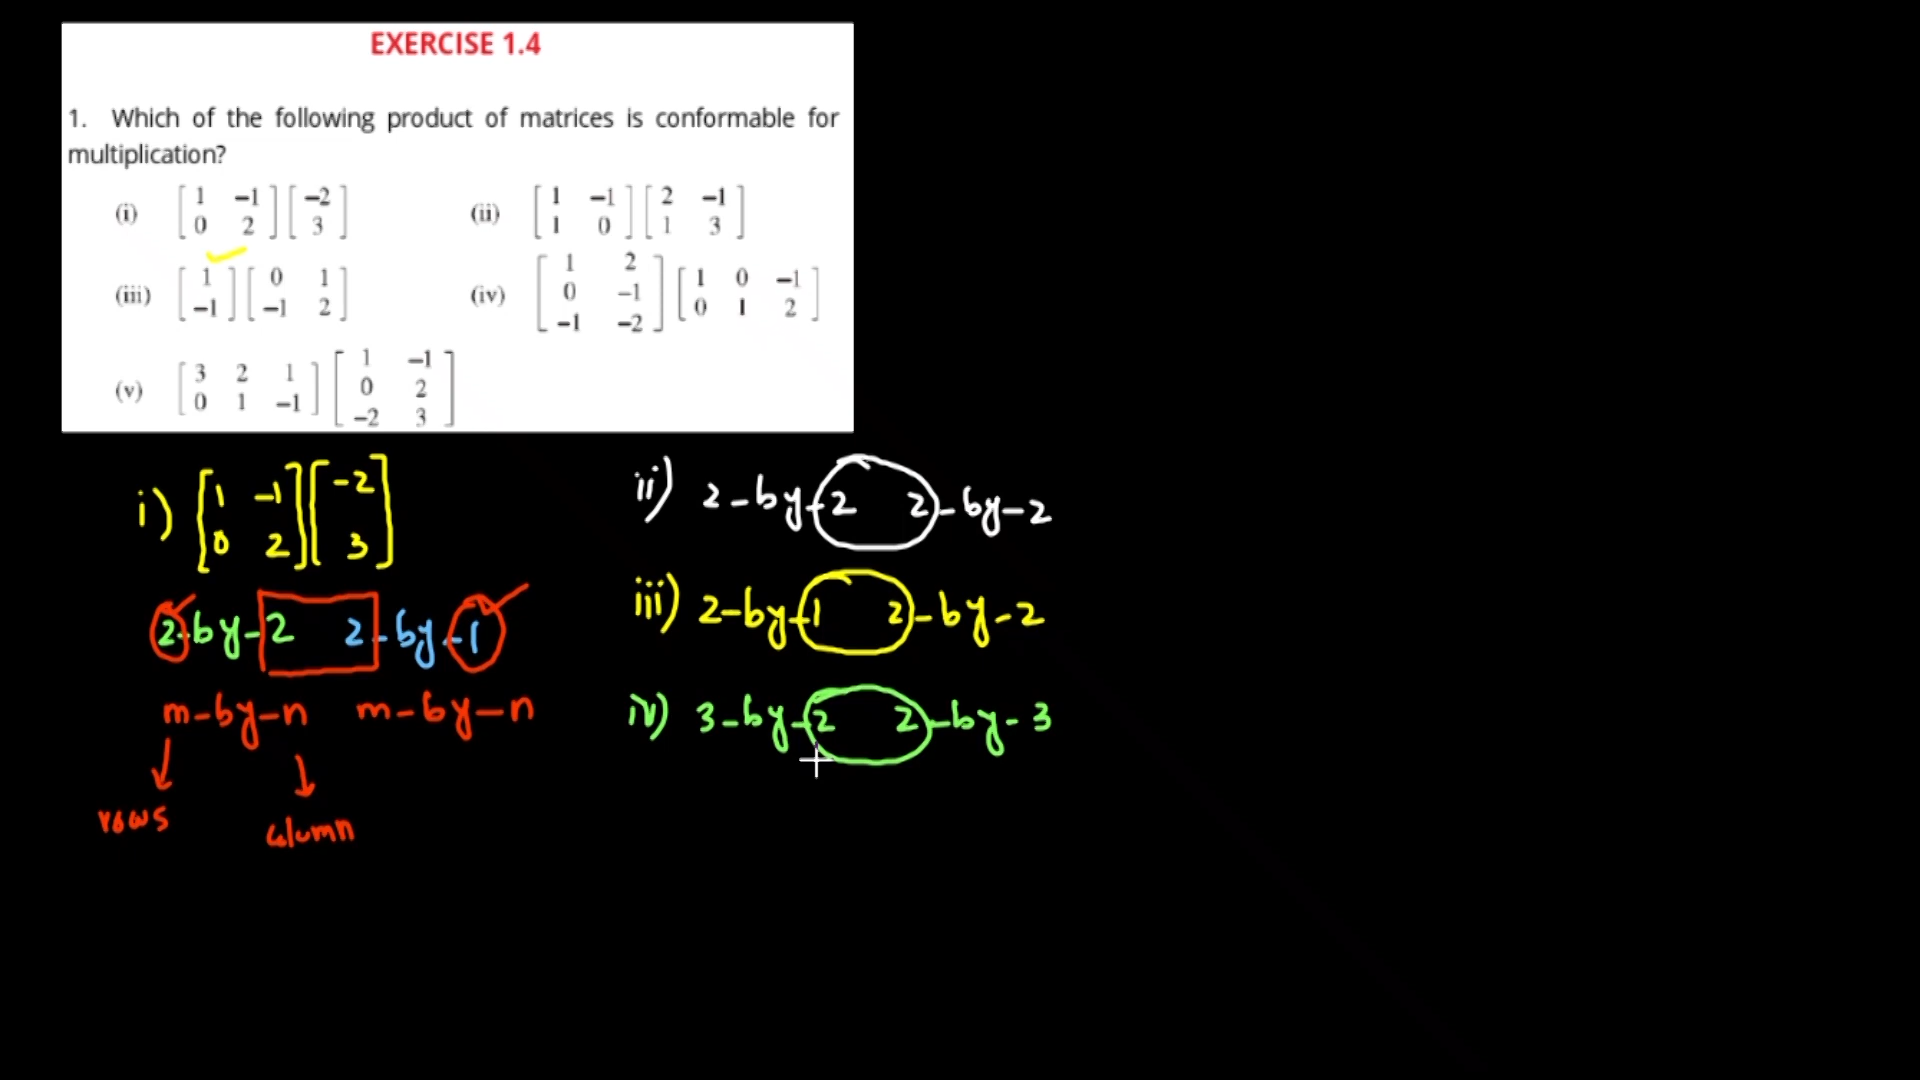 EXERCISE 1.4
1. Which of the following product of matrices is conformable for
multiplication?
(i) [1 −1; 0 2] [−2; 3] (ii) [1 −1; 1 0] [2 −1; 1 3]
(iii) [1; −1] [0 1; −1 2] (iv) [1 2; 0 −1; −1 −2] [1 0 −1; 0 1 2]
(v) [3 2 1; 0 1 −1] [1 −1; 0 2; −2 3]
i) [1 -1; 0 2] [-2; 3]
2-by-2 2-by-1
m-by-n m-by-n
rows
column
ii) 2-by-2 2-by-2
iii) 2-by-1 2-by-2
iv) 3-by-2 2-by-3